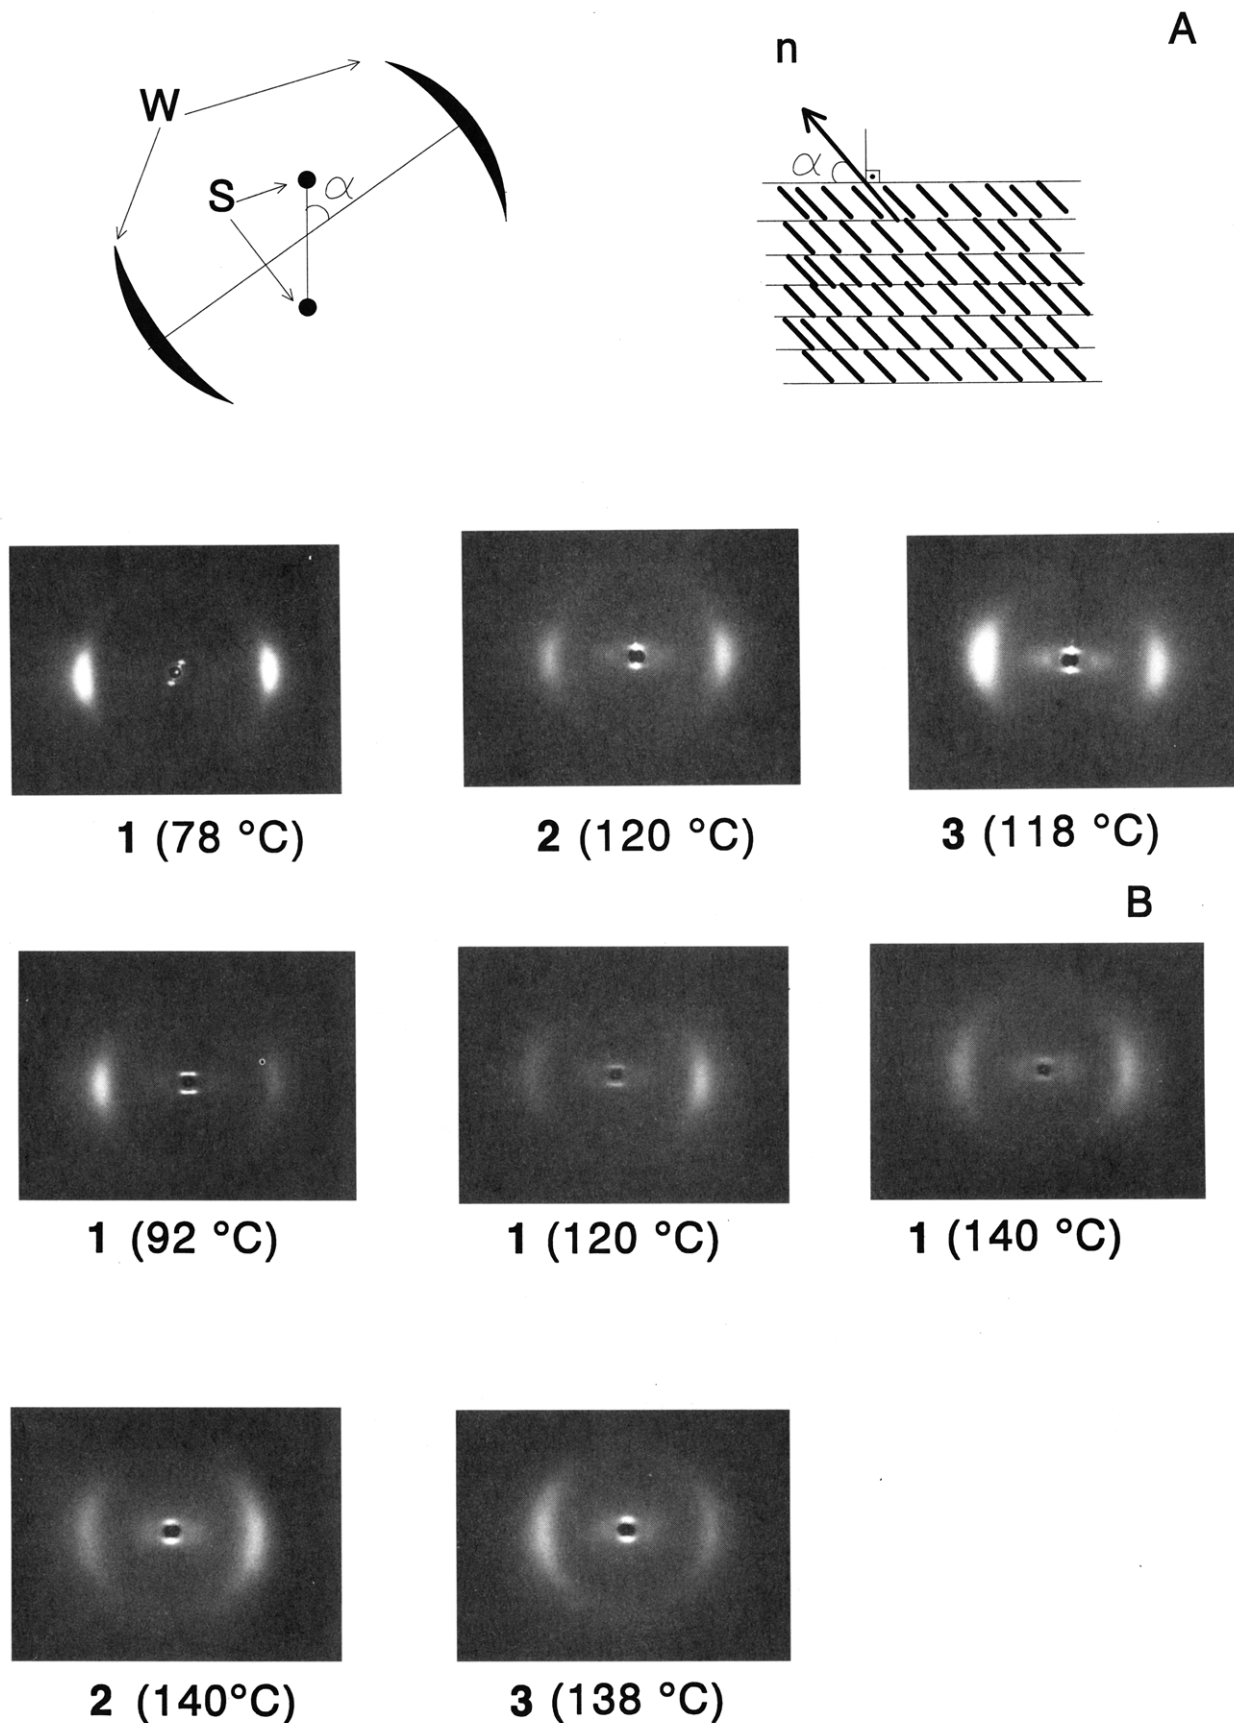 A
n
W
α
S
α
1 (78 °C)
2 (120 °C)
3 (118 °C)
B
1 (92 °C)
1 (120 °C)
1 (140 °C)
2 (140°C)
3 (138 °C)